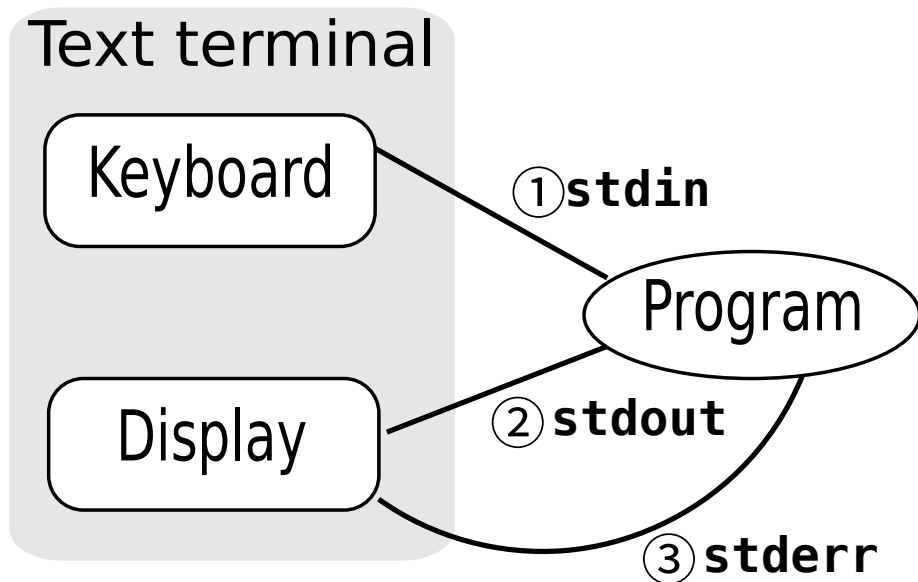 Text terminal
Keyboard
①stdin
Program
Display
②stdout
③stderr